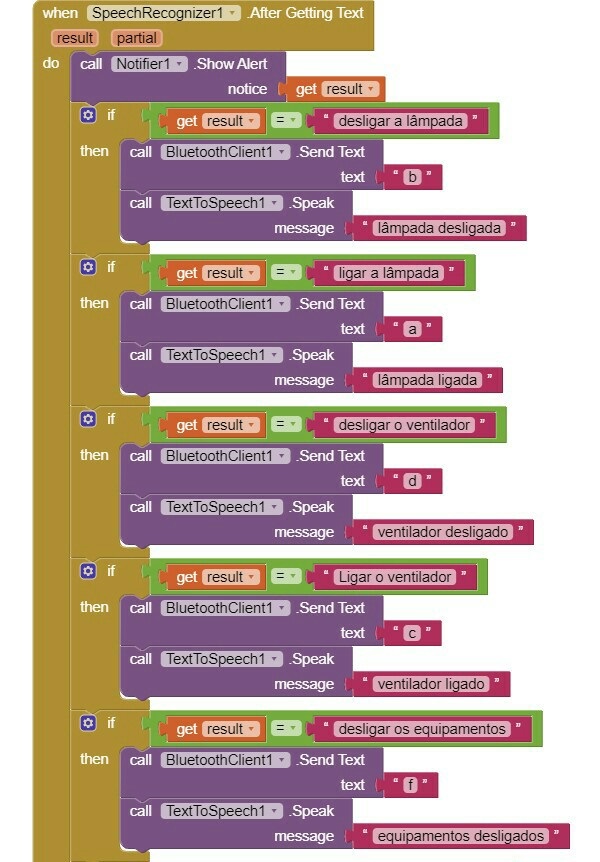 when SpeechRecognizer1 .After Getting Text
result partial
do call Notifier1 .Show Alert
notice get result
if get result = " desligar a lâmpada "
then call BluetoothClient1 .Send Text
text " b "
call TextToSpeech1 .Speak
message " lâmpada desligada "
if get result = " ligar a lâmpada "
then call BluetoothClient1 .Send Text
text " a "
call TextToSpeech1 .Speak
message " lâmpada ligada "
if get result = " desligar o ventilador "
then call BluetoothClient1 .Send Text
text " d "
call TextToSpeech1 .Speak
message " ventilador desligado "
if get result = " Ligar o ventilador "
then call BluetoothClient1 .Send Text
text " c "
call TextToSpeech1 .Speak
message " ventilador ligado "
if get result = " desligar os equipamentos "
then call BluetoothClient1 .Send Text
text " f "
call TextToSpeech1 .Speak
message " equipamentos desligados "